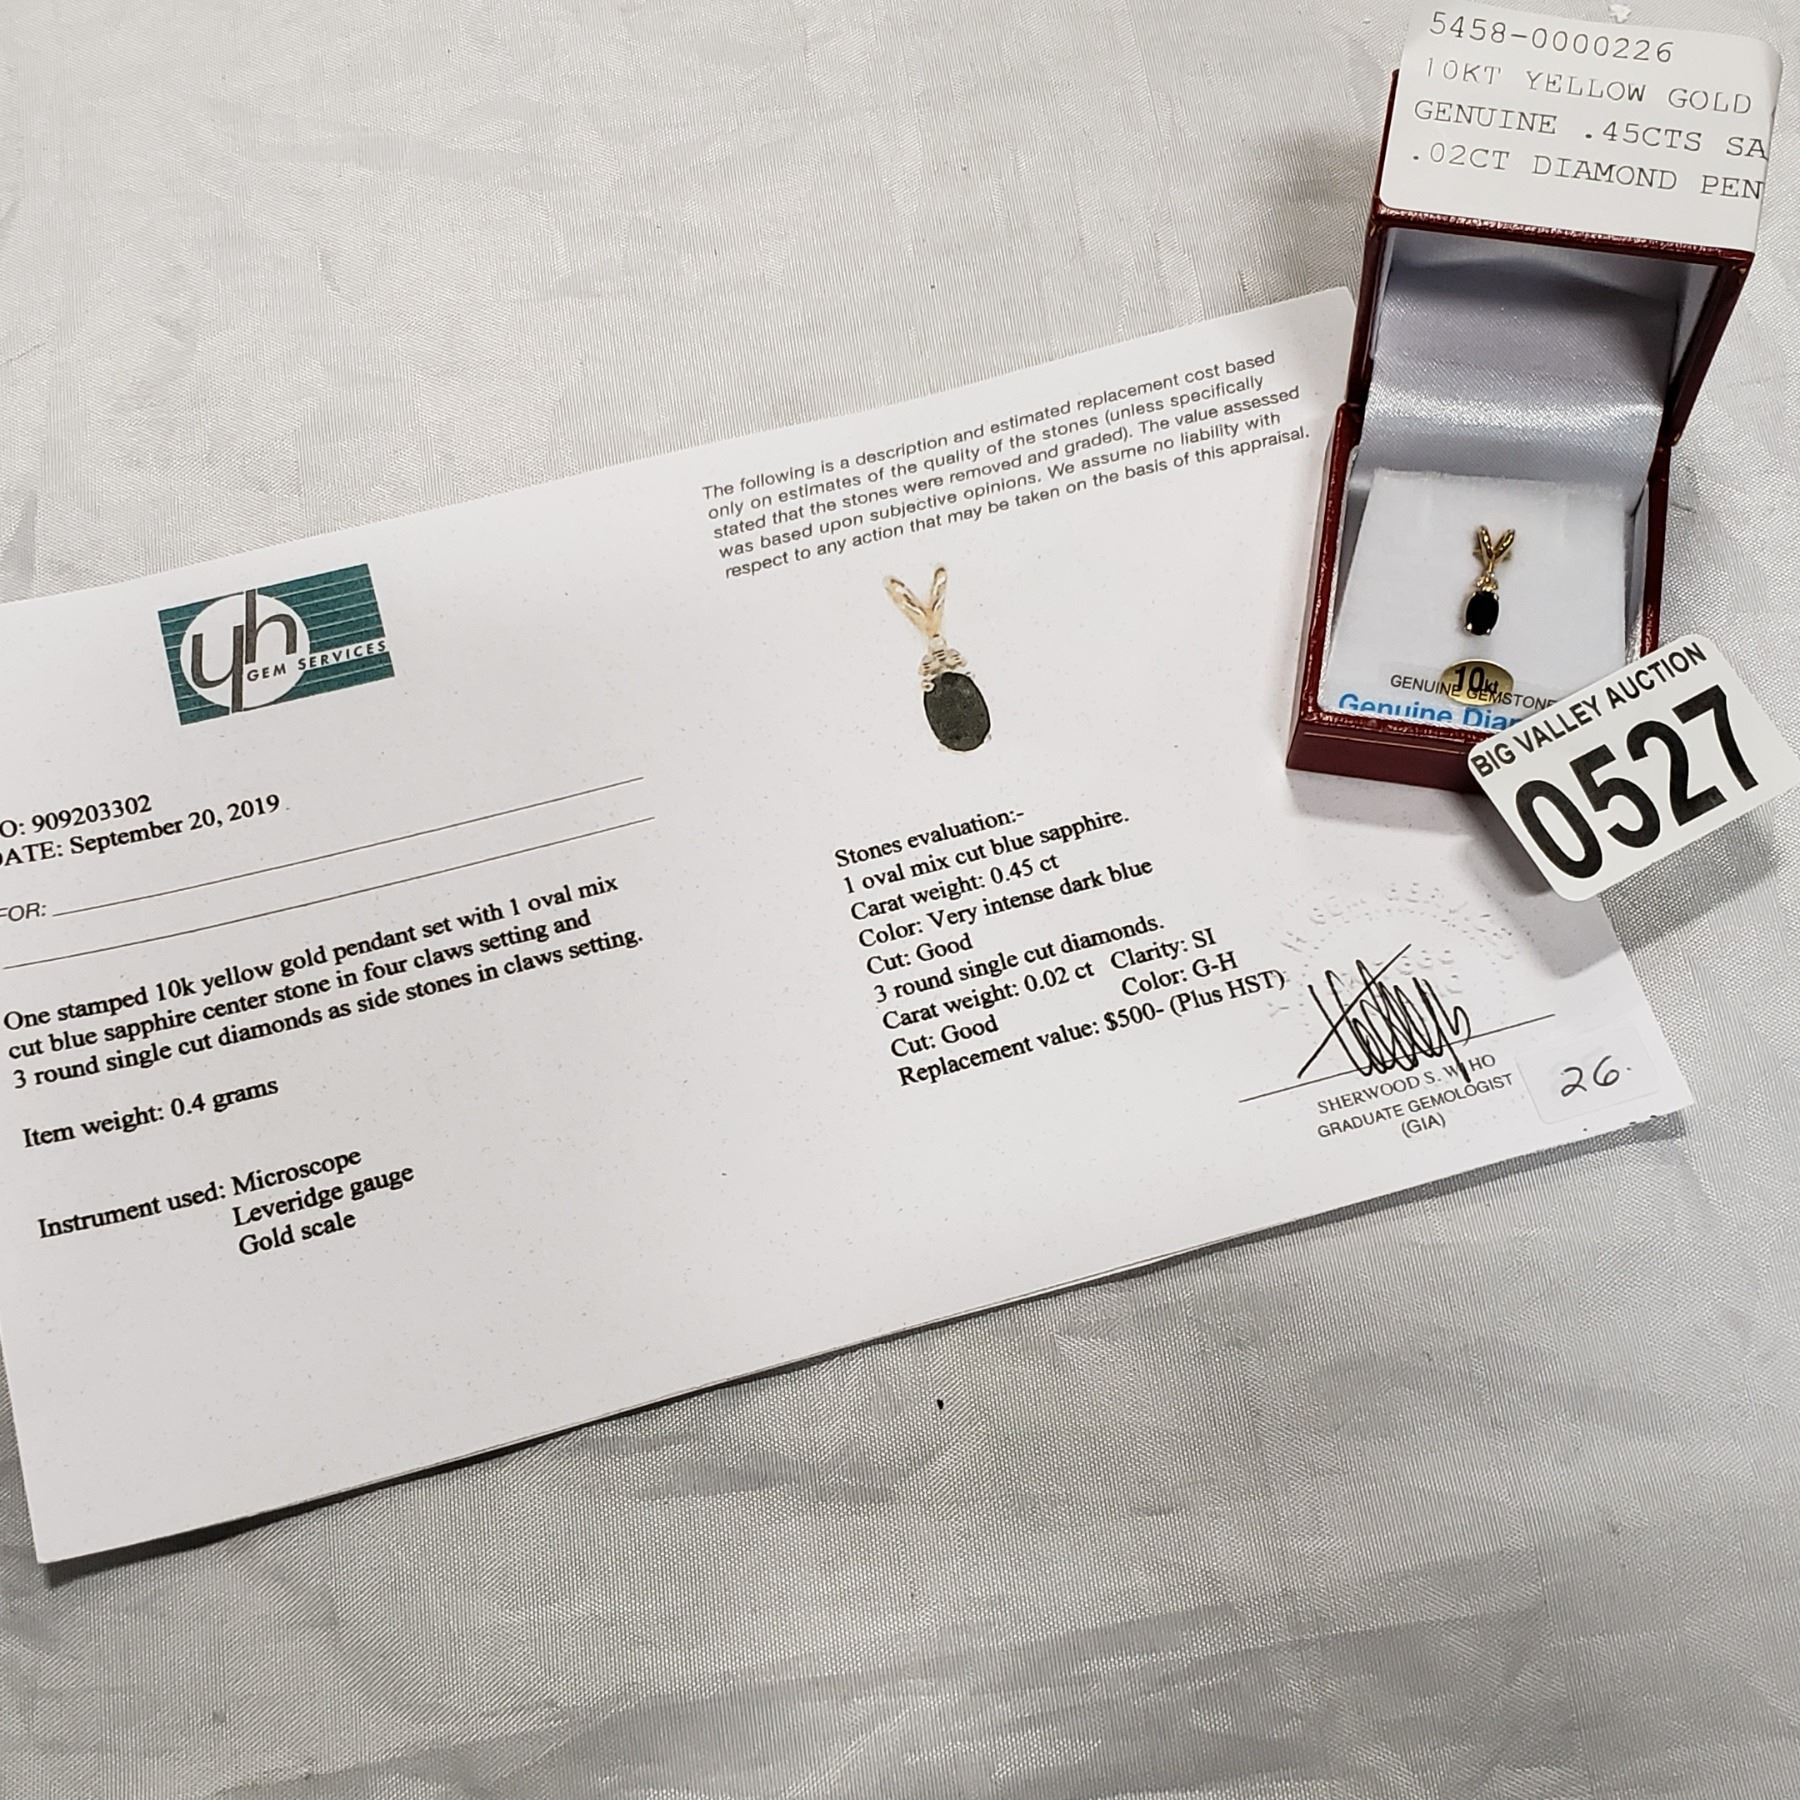 5458-0000226
10KT YELLOW GOLD
GENUINE .45CTS SA
.02CT DIAMOND PEN
GENUINE GEMSTONE
10kt
Genuine Dia
BIG VALLEY AUCTION
0527
yh
GEM SERVICES
O: 909203302
DATE: September 20, 2019
FOR:
One stamped 10k yellow gold pendant set with 1 oval mix
cut blue sapphire center stone in four claws setting and
3 round single cut diamonds as side stones in claws setting.
Item weight: 0.4 grams
Instrument used: Microscope
Leveridge gauge
Gold scale
The following is a description and estimated replacement cost based
only on estimates of the quality of the stones (unless specifically
stated that the stones were removed and graded). The value assessed
was based upon subjective opinions. We assume no liability with
respect to any action that may be taken on the basis of this appraisal.
Stones evaluation:-
1 oval mix cut blue sapphire.
Carat weight: 0.45 ct
Color: Very intense dark blue
Cut: Good
3 round single cut diamonds.
Carat weight: 0.02 ct Clarity: SI
Cut: Good Color: G-H
Replacement value: $500- (Plus HST)
SHERWOOD S. W. HO
GRADUATE GEMOLOGIST
(GIA)
26.